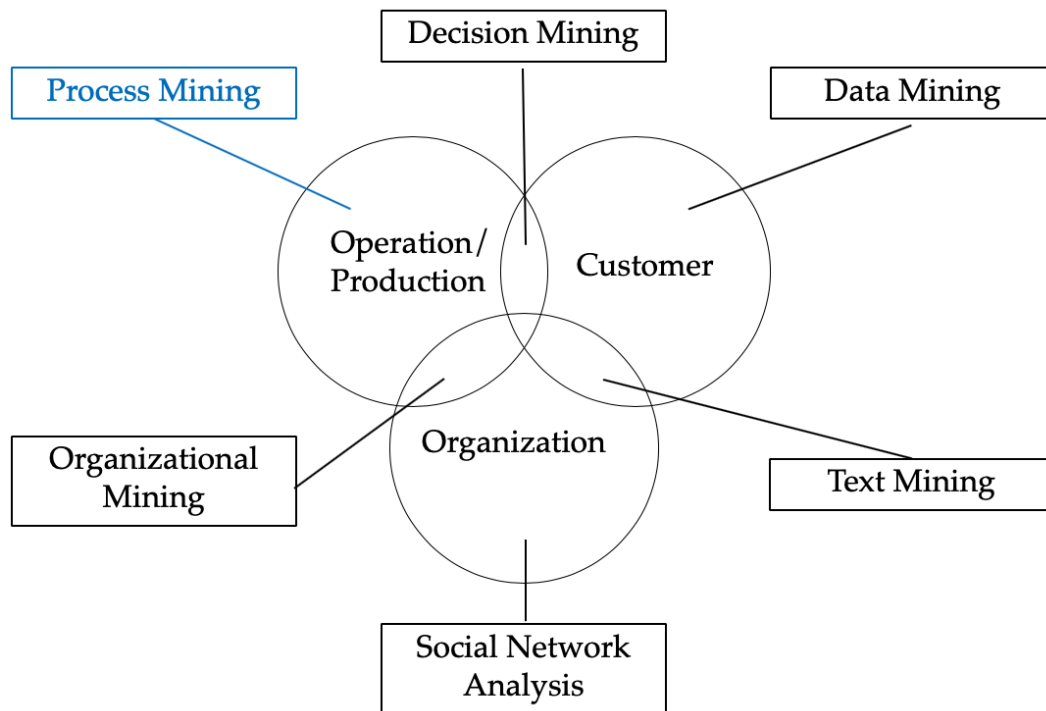 Decision Mining
Process Mining
Data Mining
Operation/
Production
Customer
Organization
Organizational
Mining
Text Mining
Social Network
Analysis